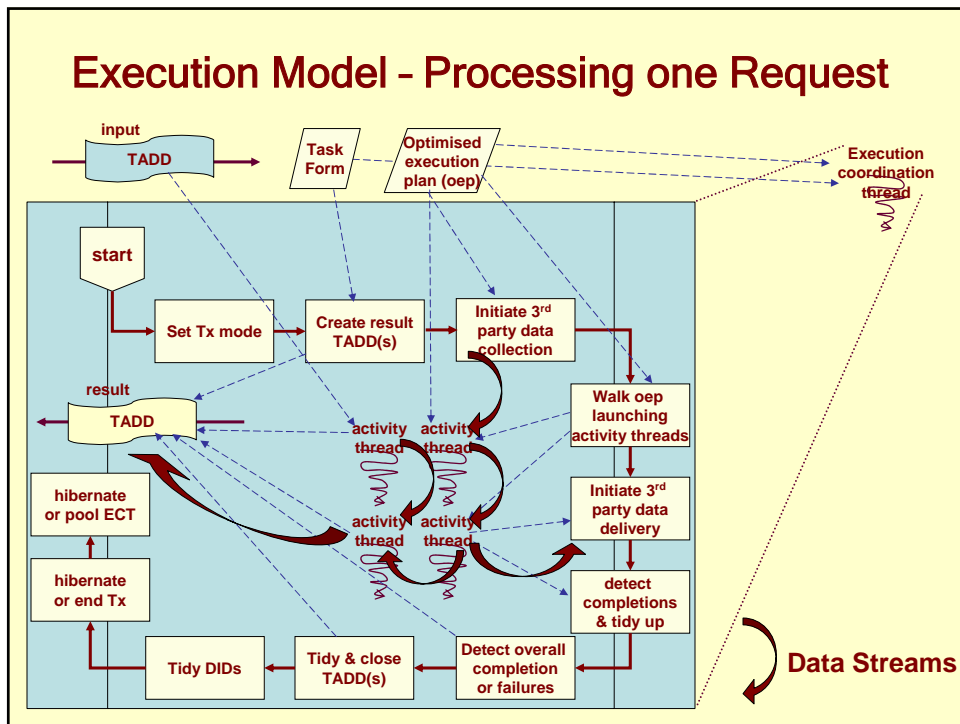 Execution Model - Processing one Request
input
TADD
Task
Form
Optimised
execution
plan (oep)
Execution
coordination
thread
start
Set Tx mode
Create result
TADD(s)
Initiate 3rd
party data
collection
result
TADD
activity
thread
activity
thread
Walk oep
launching
activity threads
hibernate
or pool ECT
activity
thread
activity
thread
Initiate 3rd
party data
delivery
hibernate
or end Tx
detect
completions
& tidy up
Tidy DIDs
Tidy & close
TADD(s)
Detect overall
completion
or failures
Data Streams